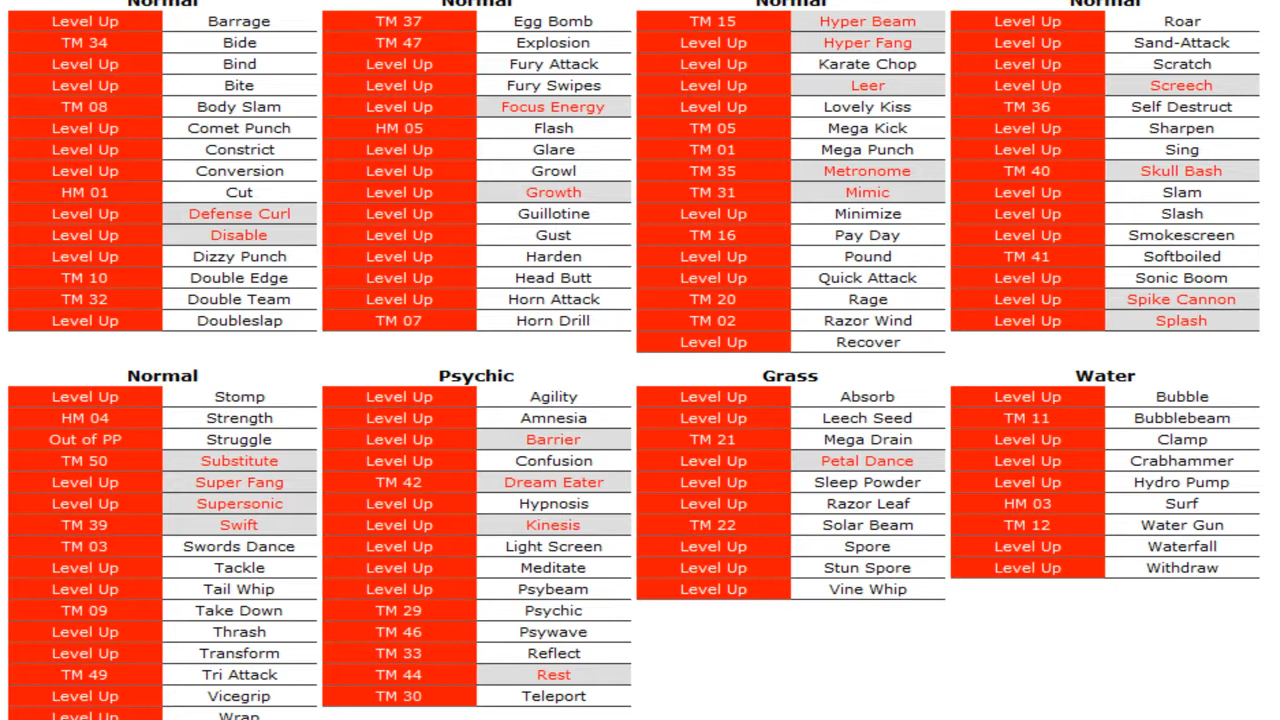 Normal
Level Up Barrage
TM 34 Bide
Level Up Bind
Level Up Bite
TM 08 Body Slam
Level Up Comet Punch
Level Up Constrict
Level Up Conversion
HM 01 Cut
Level Up Defense Curl
Level Up Disable
Level Up Dizzy Punch
TM 10 Double Edge
TM 32 Double Team
Level Up Doubleslap
Normal
TM 37 Egg Bomb
TM 47 Explosion
Level Up Fury Attack
Level Up Fury Swipes
Level Up Focus Energy
HM 05 Flash
Level Up Glare
Level Up Growl
Level Up Growth
Level Up Guillotine
Level Up Gust
Level Up Harden
Level Up Head Butt
Level Up Horn Attack
TM 07 Horn Drill
Normal
TM 15 Hyper Beam
Level Up Hyper Fang
Level Up Karate Chop
Level Up Leer
Level Up Lovely Kiss
TM 05 Mega Kick
TM 01 Mega Punch
TM 35 Metronome
TM 31 Mimic
Level Up Minimize
TM 16 Pay Day
Level Up Pound
Level Up Quick Attack
TM 20 Rage
TM 02 Razor Wind
Level Up Recover
Normal
Level Up Roar
Level Up Sand-Attack
Level Up Scratch
Level Up Screech
TM 36 Self Destruct
Level Up Sharpen
Level Up Sing
TM 40 Skull Bash
Level Up Slam
Level Up Slash
Level Up Smokescreen
TM 41 Softboiled
Level Up Sonic Boom
Level Up Spike Cannon
Level Up Splash
Normal
Level Up Stomp
HM 04 Strength
Out of PP Struggle
TM 50 Substitute
Level Up Super Fang
Level Up Supersonic
TM 39 Swift
TM 03 Swords Dance
Level Up Tackle
Level Up Tail Whip
TM 09 Take Down
Level Up Thrash
Level Up Transform
TM 49 Tri Attack
Level Up Vicegrip
Level Up Wrap
Psychic
Level Up Agility
Level Up Amnesia
Level Up Barrier
Level Up Confusion
TM 42 Dream Eater
Level Up Hypnosis
Level Up Kinesis
Level Up Light Screen
Level Up Meditate
Level Up Psybeam
TM 29 Psychic
TM 46 Psywave
TM 33 Reflect
TM 44 Rest
TM 30 Teleport
Grass
Level Up Absorb
Level Up Leech Seed
TM 21 Mega Drain
Level Up Petal Dance
Level Up Sleep Powder
Level Up Razor Leaf
TM 22 Solar Beam
Level Up Spore
Level Up Stun Spore
Level Up Vine Whip
Water
Level Up Bubble
TM 11 Bubblebeam
Level Up Clamp
Level Up Crabhammer
Level Up Hydro Pump
HM 03 Surf
TM 12 Water Gun
Level Up Waterfall
Level Up Withdraw